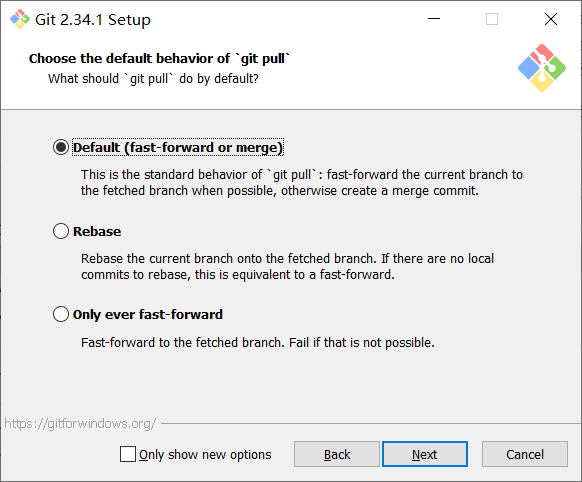 Git 2.34.1 Setup
Choose the default behavior of `git pull`
What should `git pull` do by default?
Default (fast-forward or merge)
This is the standard behavior of `git pull`: fast-forward the current branch to
the fetched branch when possible, otherwise create a merge commit.
Rebase
Rebase the current branch onto the fetched branch. If there are no local
commits to rebase, this is equivalent to a fast-forward.
Only ever fast-forward
Fast-forward to the fetched branch. Fail if that is not possible.
https://gitforwindows.org/
Only show new options
Back
Next
Cancel